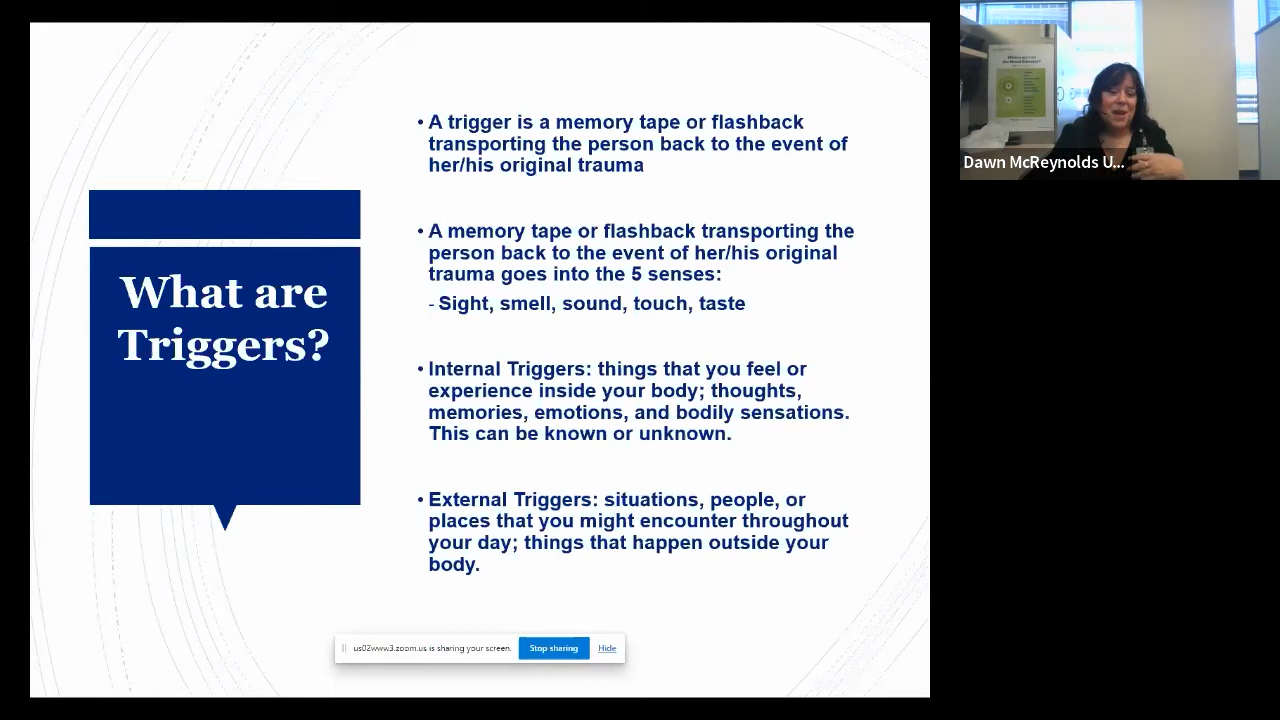 What are
Triggers?
• A trigger is a memory tape or flashback
transporting the person back to the event of
her/his original trauma
• A memory tape or flashback transporting the
person back to the event of her/his original
trauma goes into the 5 senses:
- Sight, smell, sound, touch, taste
• Internal Triggers: things that you feel or
experience inside your body; thoughts,
memories, emotions, and bodily sensations.
This can be known or unknown.
• External Triggers: situations, people, or
places that you might encounter throughout
your day; things that happen outside your
body.
us02www3.zoom.us is sharing your screen.
Stop sharing
Hide
Dawn McReynolds U...